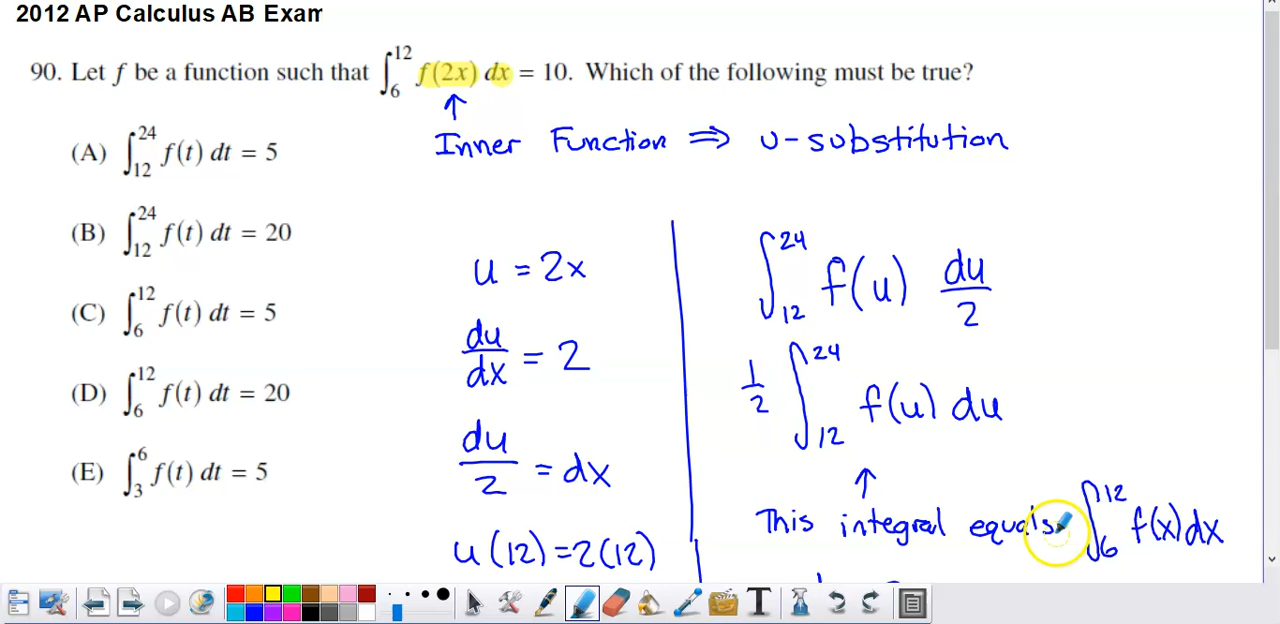 2012 AP Calculus AB Exam
90. Let f be a function such that ∫₆¹² f(2x) dx = 10. Which of the following must be true?
↑
Inner Function ⇒ u-substitution
(A) ∫₁₂²⁴ f(t) dt = 5
(B) ∫₁₂²⁴ f(t) dt = 20
(C) ∫₆¹² f(t) dt = 5
(D) ∫₆¹² f(t) dt = 20
(E) ∫₃⁶ f(t) dt = 5
u = 2x
du/dx = 2
du/2 = dx
u(12)=2(12)
∫₁₂²⁴ f(u) du/2
1/2 ∫₁₂²⁴ f(u) du
↑
This integral equals ∫₆¹² f(x)dx
T